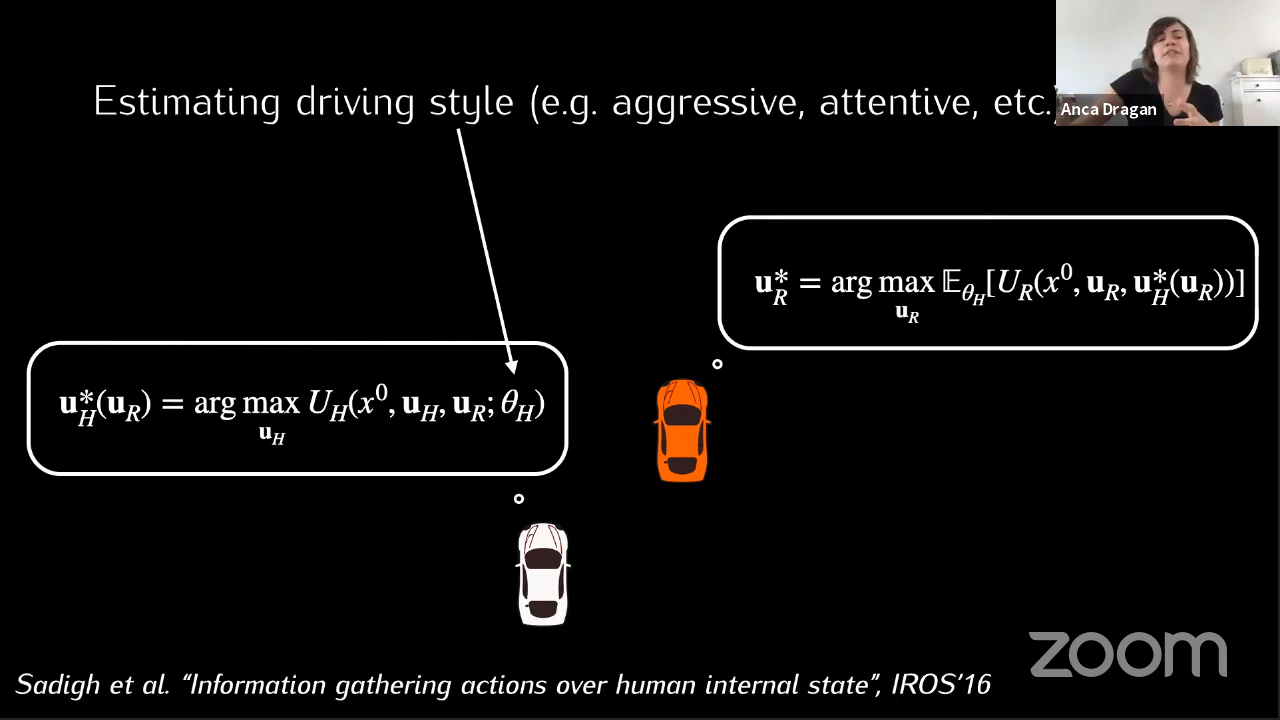 Estimating driving style (e.g. aggressive, attentive, etc.)
Anca Dragan
𝐮*_R = arg max_{𝐮_R} 𝔼_{θ_H}[U_R(x⁰, 𝐮_R, 𝐮*_H(𝐮_R))]
𝐮*_H(𝐮_R) = arg max_{𝐮_H} U_H(x⁰, 𝐮_H, 𝐮_R; θ_H)
zoom
Sadigh et al. “Information gathering actions over human internal state”, IROS’16